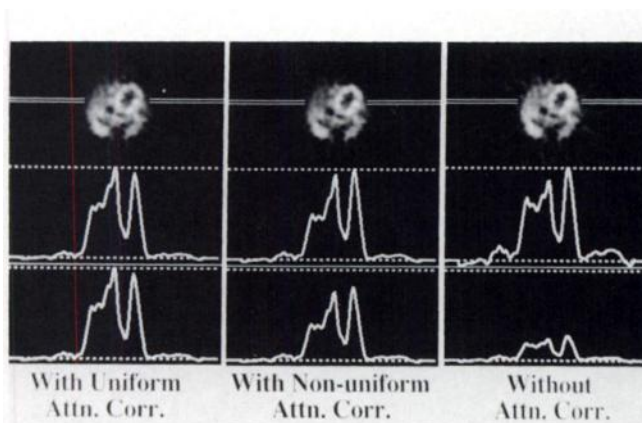 With Uniform
Attn. Corr.
With Non-uniform
Attn. Corr.
Without
Attn. Corr.